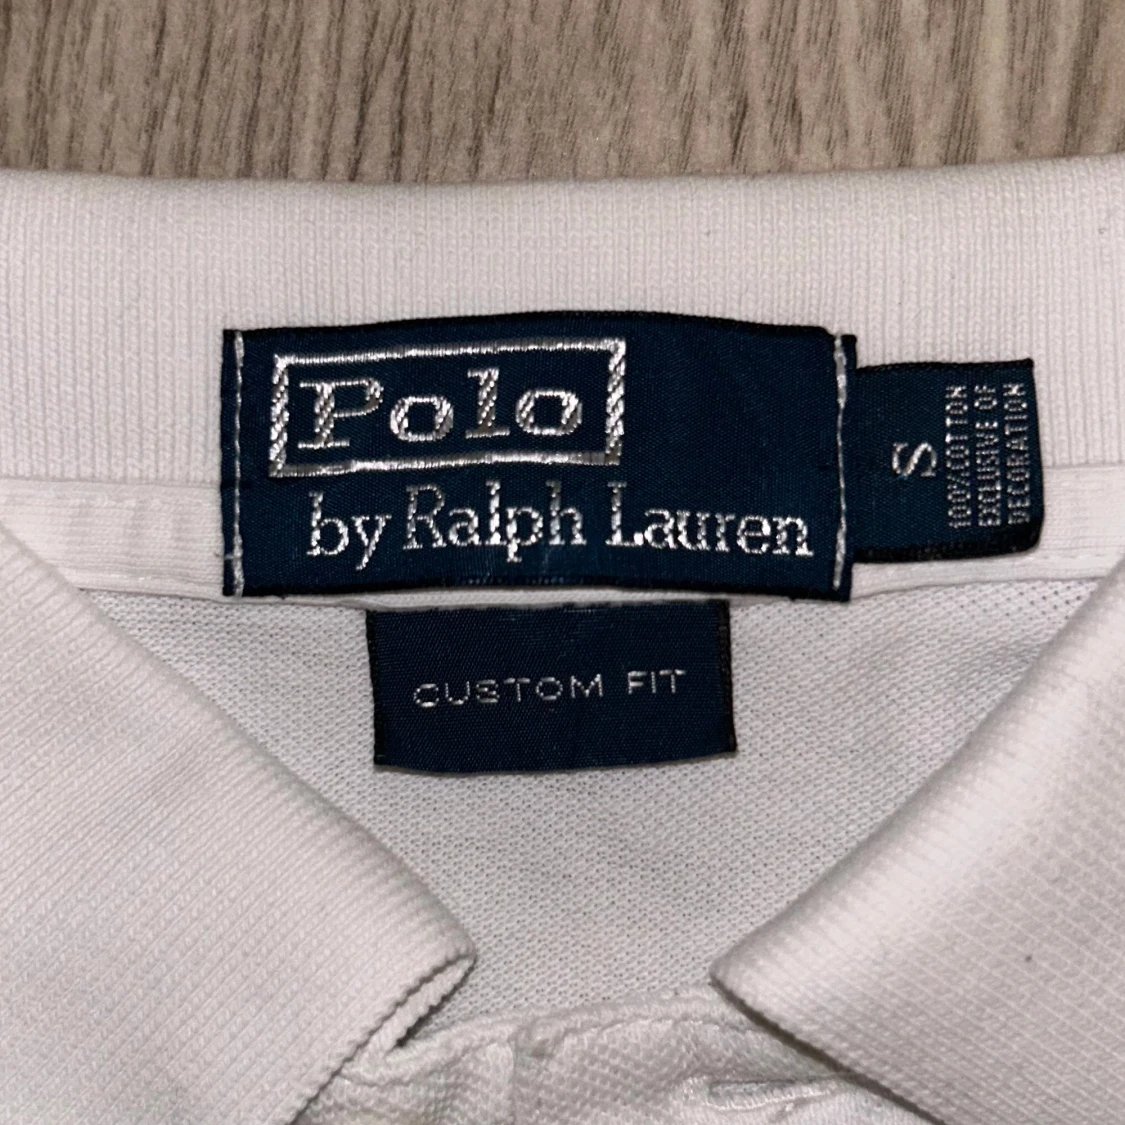 Polo
by Ralph Lauren
S
100% COTTON
EXCLUSIVE OF
DECORATION
CUSTOM FIT